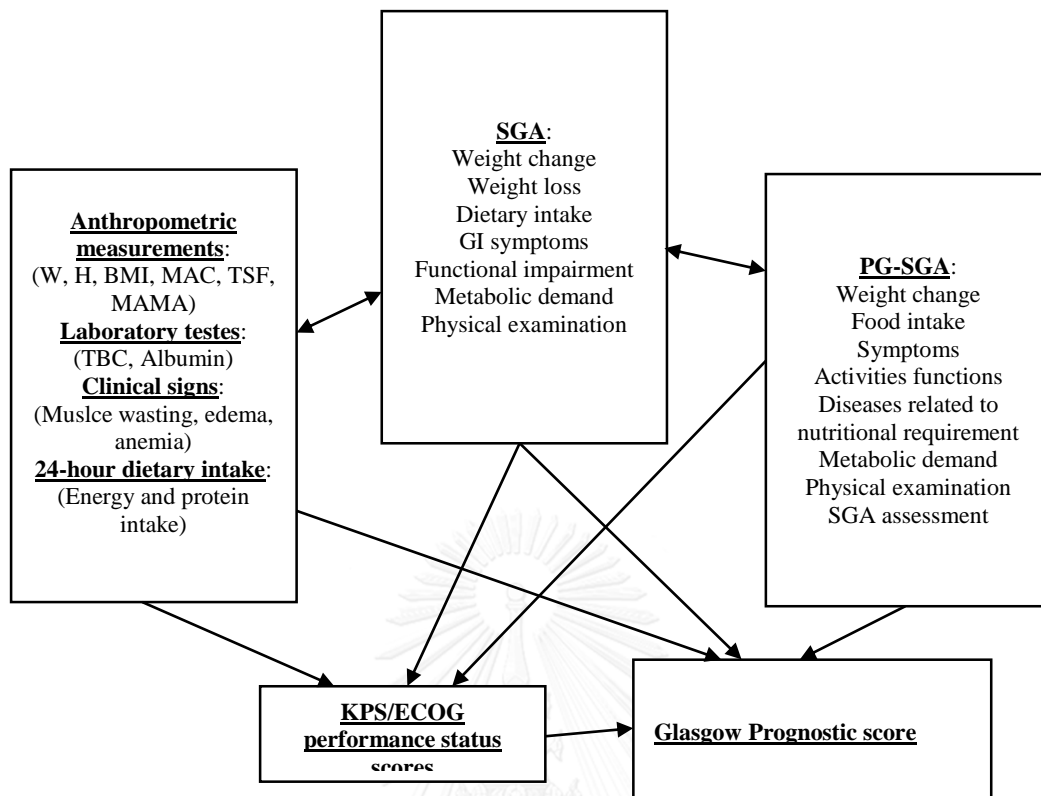 Anthropometric
measurements:
(W, H, BMI, MAC, TSF,
MAMA)
Laboratory testes:
(TBC, Albumin)
Clinical signs:
(Muslce wasting, edema,
anemia)
24-hour dietary intake:
(Energy and protein
intake)
SGA:
Weight change
Weight loss
Dietary intake
GI symptoms
Functional impairment
Metabolic demand
Physical examination
PG-SGA:
Weight change
Food intake
Symptoms
Activities functions
Diseases related to
nutritional requirement
Metabolic demand
Physical examination
SGA assessment
KPS/ECOG
performance status
scores
Glasgow Prognostic score